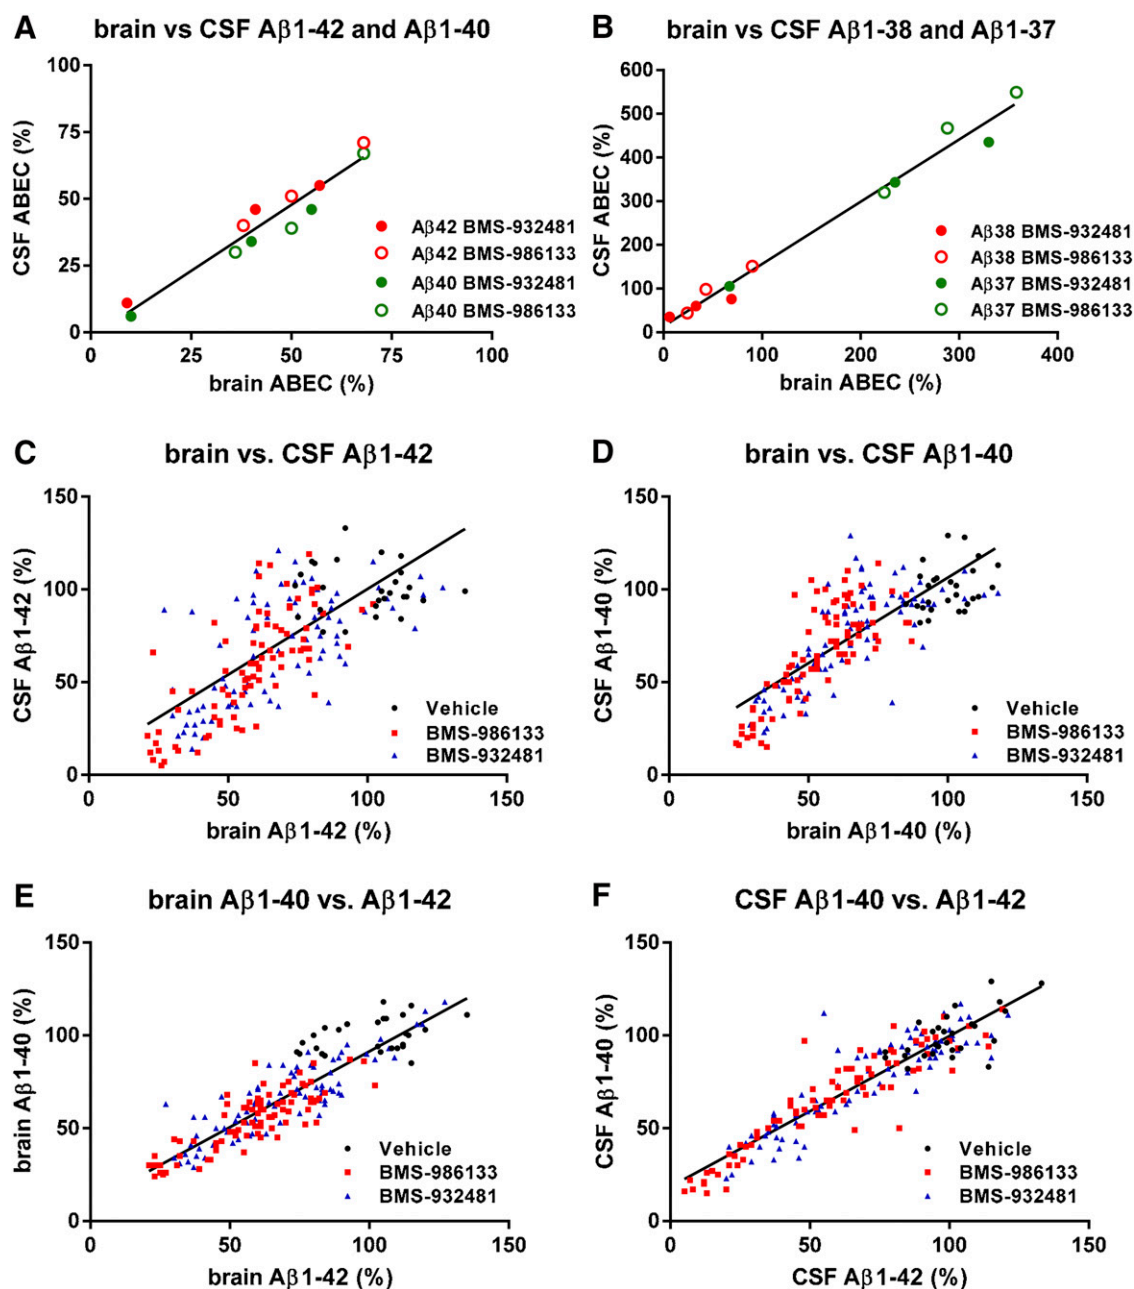 A brain vs CSF Aβ1-42 and Aβ1-40
100
75
50
25
0
CSF ABEC (%)
Aβ42 BMS-932481
Aβ42 BMS-986133
Aβ40 BMS-932481
Aβ40 BMS-986133
0 25 50 75 100
brain ABEC (%)
B brain vs CSF Aβ1-38 and Aβ1-37
600
500
400
300
200
100
0
CSF ABEC (%)
Aβ38 BMS-932481
Aβ38 BMS-986133
Aβ37 BMS-932481
Aβ37 BMS-986133
0 100 200 300 400
brain ABEC (%)
C brain vs. CSF Aβ1-42
150
100
50
0
CSF Aβ1-42 (%)
Vehicle
BMS-986133
BMS-932481
0 50 100 150
brain Aβ1-42 (%)
D brain vs. CSF Aβ1-40
150
100
50
0
CSF Aβ1-40 (%)
Vehicle
BMS-986133
BMS-932481
0 50 100 150
brain Aβ1-40 (%)
E brain Aβ1-40 vs. Aβ1-42
150
100
50
0
brain Aβ1-40 (%)
Vehicle
BMS-986133
BMS-932481
0 50 100 150
brain Aβ1-42 (%)
F CSF Aβ1-40 vs. Aβ1-42
150
100
50
0
CSF Aβ1-40 (%)
Vehicle
BMS-986133
BMS-932481
0 50 100 150
CSF Aβ1-42 (%)